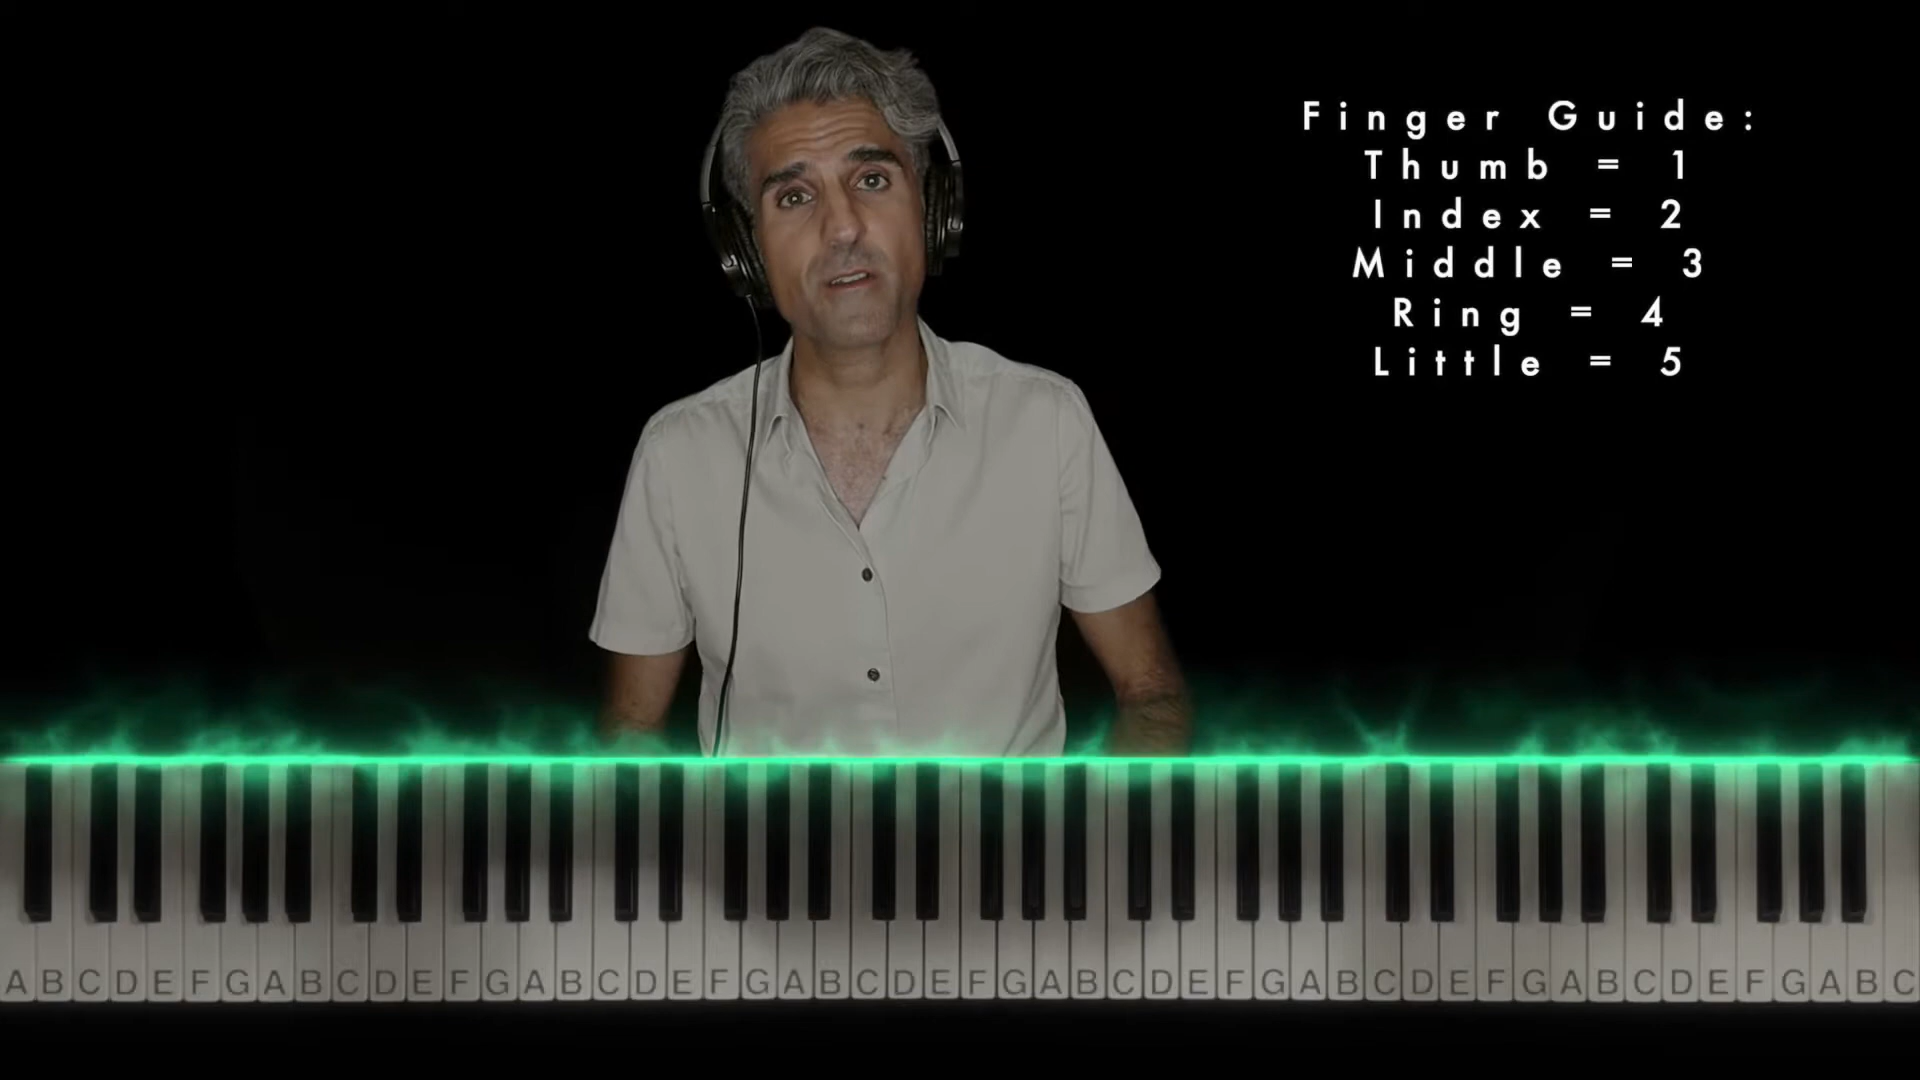 Finger Guide:
Thumb = 1
Index = 2
Middle = 3
Ring = 4
Little = 5
A B C D E F G A B C D E F G A B C D E F G A B C D E F G A B C D E F G A B C D E F G A B C D E F G A B C